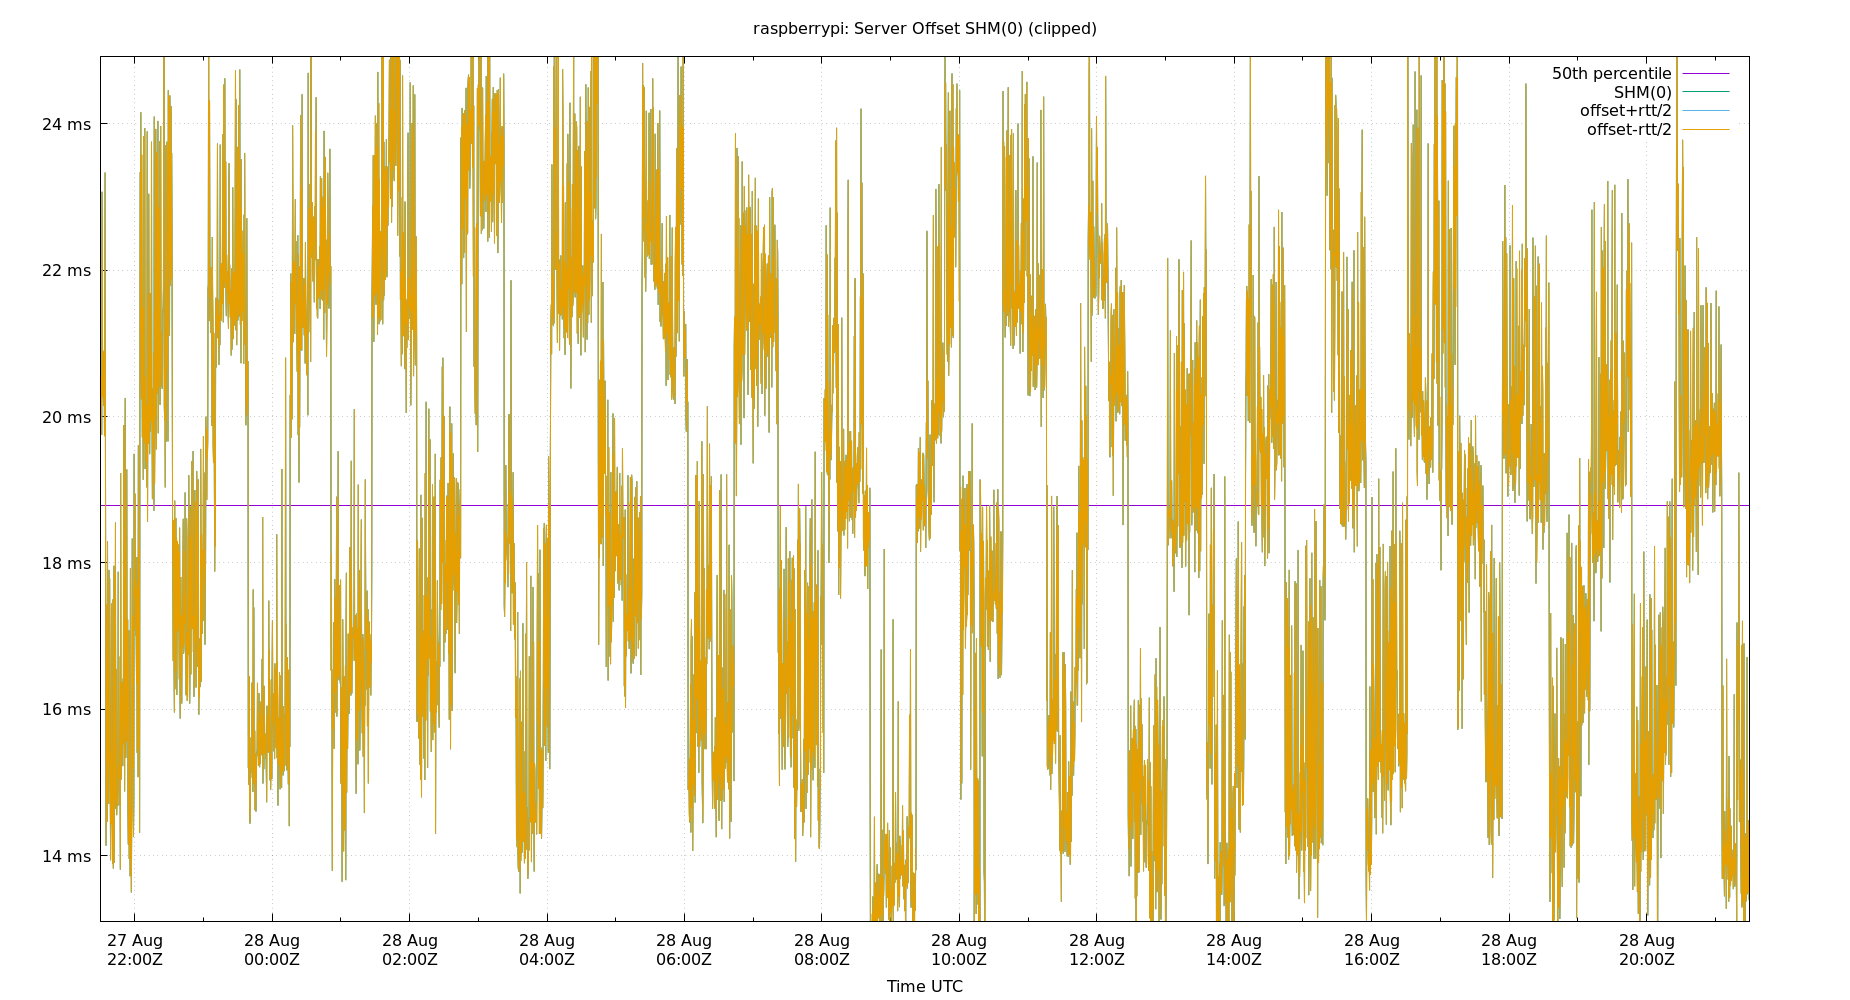 raspberrypi: Server Offset SHM(0) (clipped)
50th percentile
SHM(0)
offset+rtt/2
offset-rtt/2
24 ms
22 ms
20 ms
18 ms
16 ms
14 ms
27 Aug 28 Aug 28 Aug 28 Aug 28 Aug 28 Aug 28 Aug 28 Aug 28 Aug 28 Aug 28 Aug 28 Aug
22:00Z 00:00Z 02:00Z 04:00Z 06:00Z 08:00Z 10:00Z 12:00Z 14:00Z 16:00Z 18:00Z 20:00Z
Time UTC